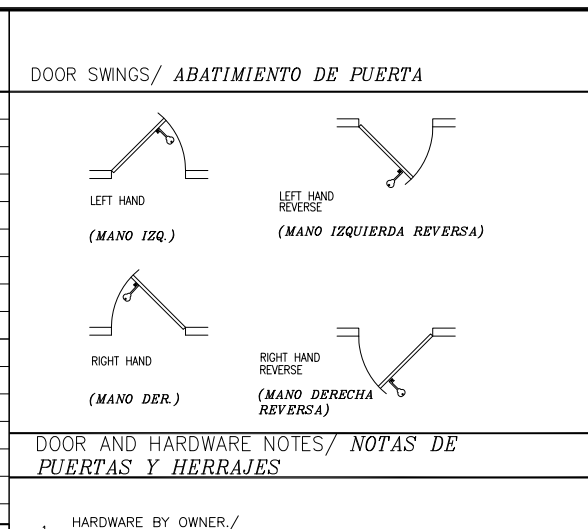 DOOR SWINGS/ ABATIMIENTO DE PUERTA
LEFT HAND
(MANO IZQ.)
LEFT HAND
REVERSE
(MANO IZQUIERDA REVERSA)
RIGHT HAND
(MANO DER.)
RIGHT HAND
REVERSE
(MANO DERECHA
REVERSA)
DOOR AND HARDWARE NOTES/ NOTAS DE
PUERTAS Y HERRAJES
1 HARDWARE BY OWNER./